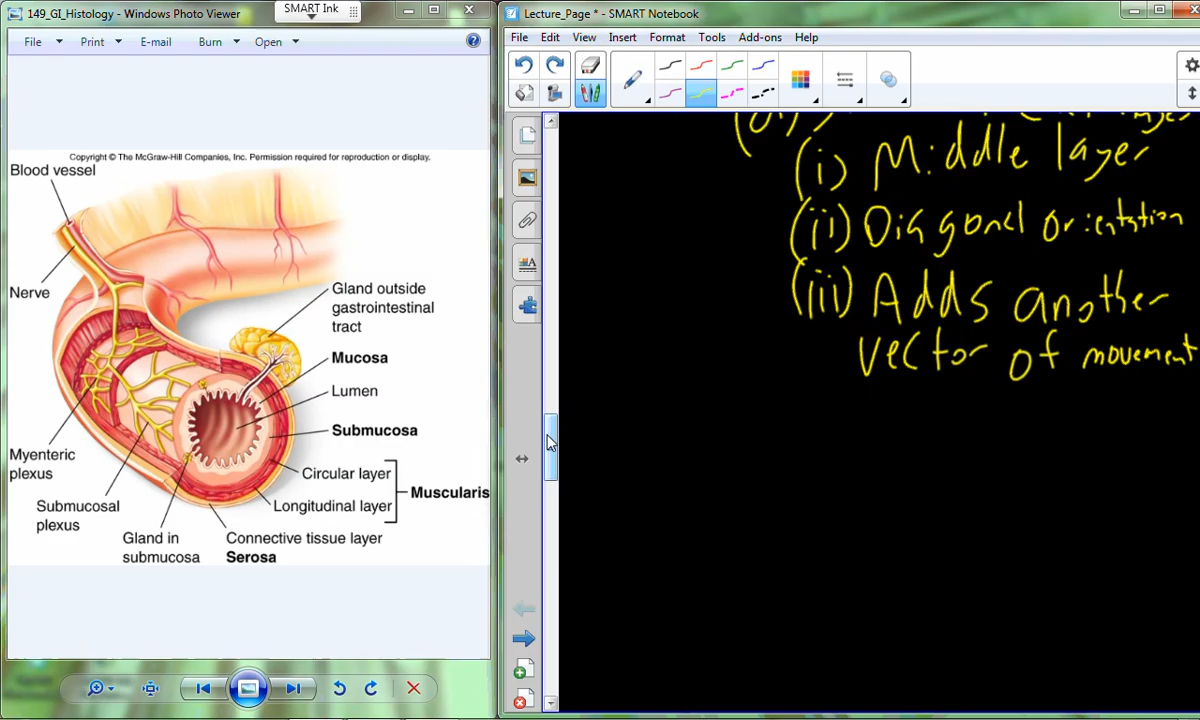 149_GI_Histology - Windows Photo Viewer
SMART Ink
File Print E-mail Burn Open
Copyright © The McGraw-Hill Companies, Inc. Permission required for reproduction or display.
Blood vessel
Nerve
Gland outside
gastrointestinal
tract
Mucosa
Lumen
Submucosa
Myenteric
plexus
Circular layer
Muscularis
Longitudinal layer
Submucosal
plexus
Gland in
submucosa
Connective tissue layer
Serosa
Lecture_Page * - SMART Notebook
File Edit View Insert Format Tools Add-ons Help
(i) Middle layer
(ii) Diagonal orientation
(iii) Adds another
vector of movement